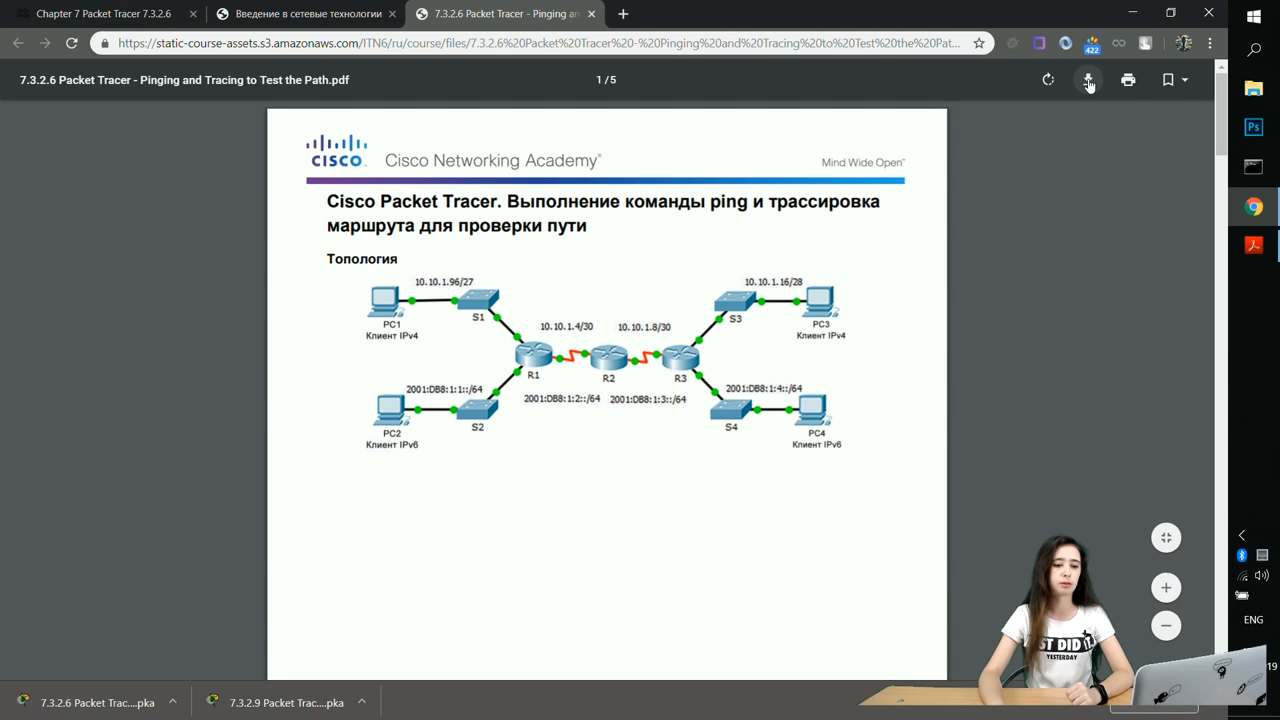 Chapter 7 Packet Tracer 7.3.2.6
Введение в сетевые технологии
7.3.2.6 Packet Tracer - Pinging an
https://static-course-assets.s3.amazonaws.com/ITN6/ru/course/files/7.3.2.6%20Packet%20Tracer%20-%20Pinging%20and%20Tracing%20to%20Test%20the%20Pat...
422
7.3.2.6 Packet Tracer - Pinging and Tracing to Test the Path.pdf
1/5
CISCO
Cisco Networking Academy®
Mind Wide Open™
Cisco Packet Tracer. Выполнение команды ping и трассировка
маршрута для проверки пути
Топология
10.10.1.96/27
10.10.1.16/28
S1
S3
PC1
Клиент IPv4
PC3
Клиент IPv4
10.10.1.4/30
10.10.1.8/30
R1
R2
R3
2001:DB8:1:1::/64
2001:DB8:1:2::/64
2001:DB8:1:3::/64
2001:DB8:1:4::/64
S2
S4
PC2
Клиент IPv6
PC4
Клиент IPv6
Ps
ENG
19
JUST DID IT.
YESTERDAY
7.3.2.6 Packet Trac....pka
7.3.2.9 Packet Trac....pka